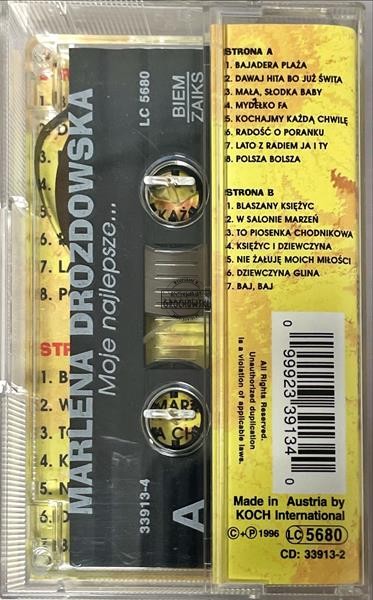 MARLENA DROZDOWSKA
Moje najlepsze...
LC 5680
BIEM
ZAIKS
33913-4
A
STRONA A
1. BAJADERA PLAŻA
2. DAWAJ HITA BO JUŻ ŚWITA
3. MAŁA, SŁODKA BABY
4. MYDEŁKO FA
5. KOCHAJMY KAŻDĄ CHWILĘ
6. RADOŚĆ O PORANKU
7. LATO Z RADIEM JA I TY
8. POLSZA BOLSZA
STRONA B
1. BLASZANY KSIĘŻYC
2. W SALONIE MARZEŃ
3. TO PIOSENKA CHODNIKOWA
4. KSIĘŻYC I DZIEWCZYNA
5. NIE ŻAŁUJĘ MOICH MIŁOŚCI
6. DZIEWCZYNA GLINA
7. BAJ, BAJ
All Rights Reserved.
Unauthorized duplication
is a violation of applicable laws.
0 99923 39134 0
Made in Austria by
KOCH International
©+℗ 1996 LC 5680
CD: 33913-2